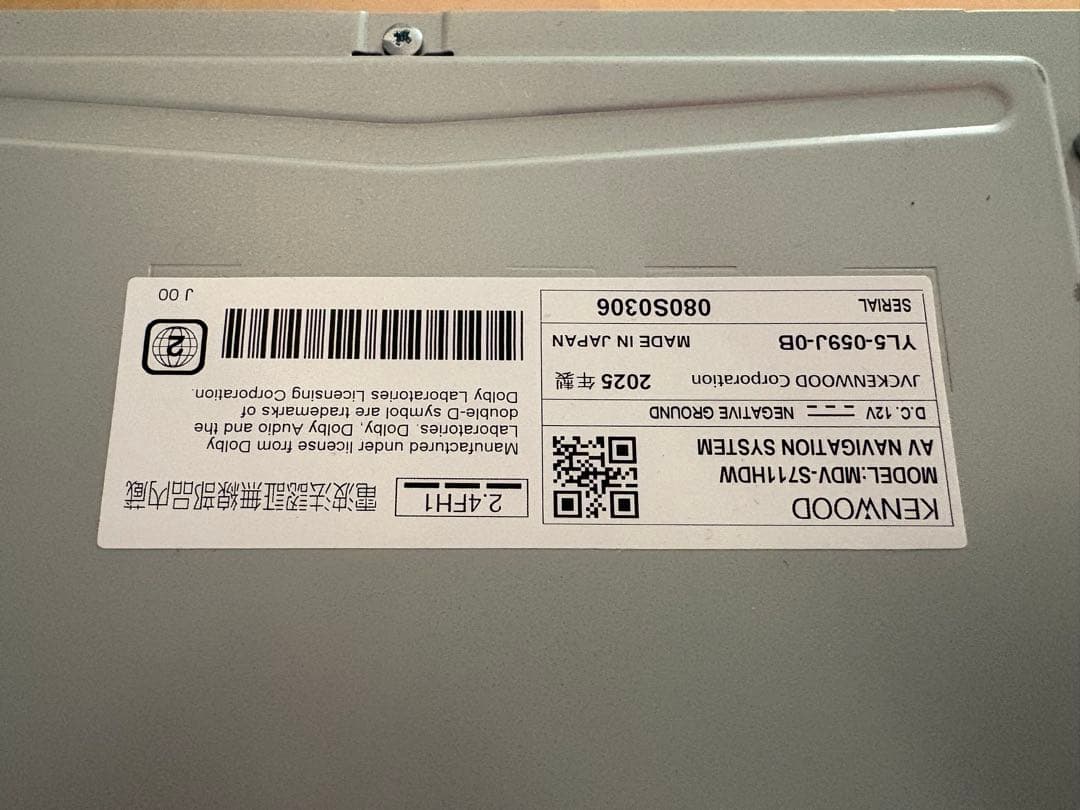 KENWOOD
MODEL:MDV-S711HDW
AV NAVIGATION SYSTEM
D.C. 12V NEGATIVE GROUND
JVCKENWOOD Corporation 2025 年製
YL5-059J-0B MADE IN JAPAN
SERIAL 080S0306
2.4FH1
電波法認証無線部品内蔵
Manufactured under license from Dolby
Laboratories. Dolby, Dolby Audio and the
double-D symbol are trademarks of
Dolby Laboratories Licensing Corporation.
2
J 00